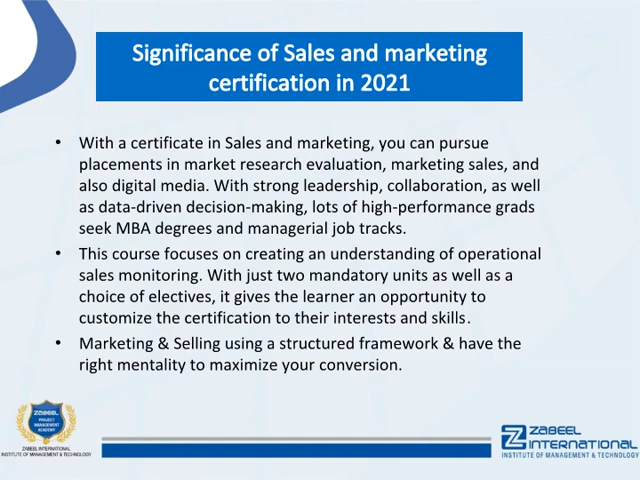 Significance of Sales and marketing
certification in 2021
• With a certificate in Sales and marketing, you can pursue
placements in market research evaluation, marketing sales, and
also digital media. With strong leadership, collaboration, as well
as data-driven decision-making, lots of high-performance grads
seek MBA degrees and managerial job tracks.
• This course focuses on creating an understanding of operational
sales monitoring. With just two mandatory units as well as a
choice of electives, it gives the learner an opportunity to
customize the certification to their interests and skills.
• Marketing & Selling using a structured framework & have the
right mentality to maximize your conversion.
ZABEEL
PROJECT
MANAGEMENT
ACADEMY
ZABEEL INTERNATIONAL
INSTITUTE OF MANAGEMENT & TECHNOLOGY
ZABEEL
INTERNATIONAL
INSTITUTE OF MANAGEMENT & TECHNOLOGY